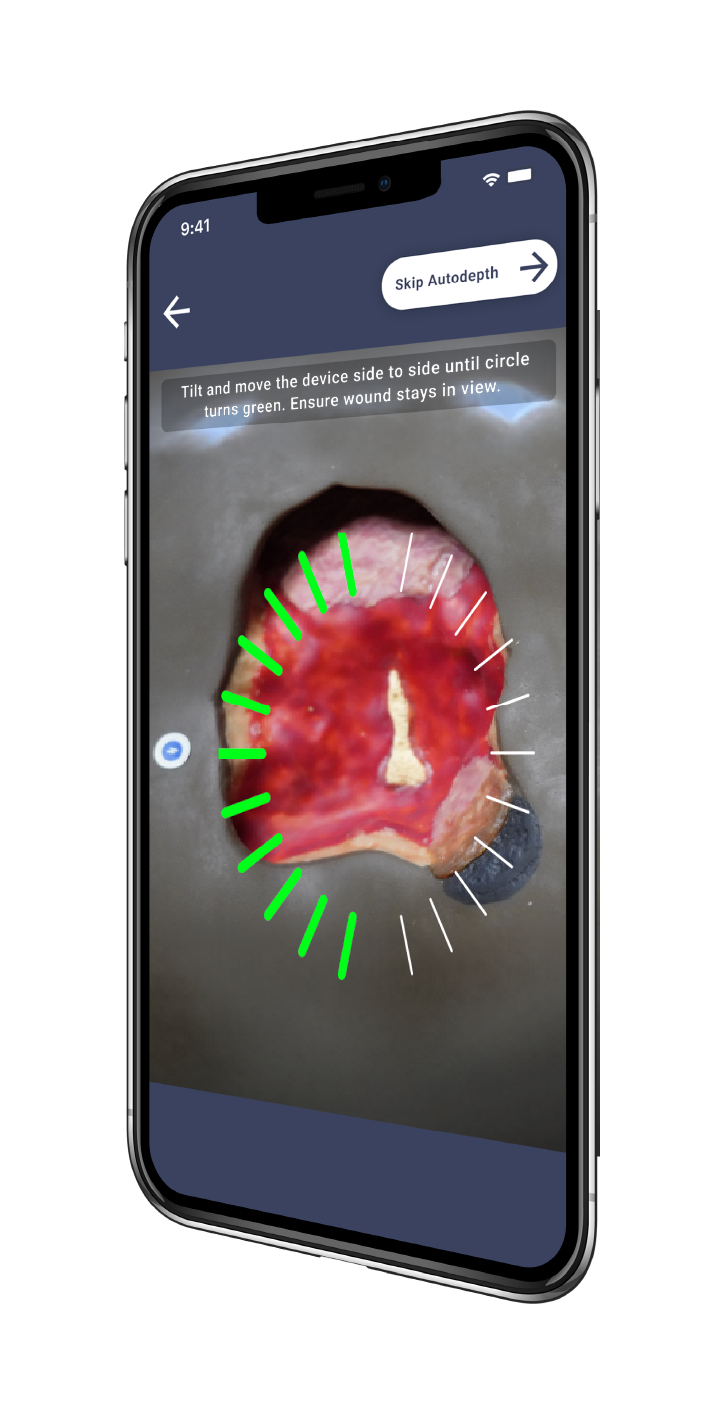 9:41
Skip Autodepth
Tilt and move the device side to side until circle
turns green. Ensure wound stays in view.